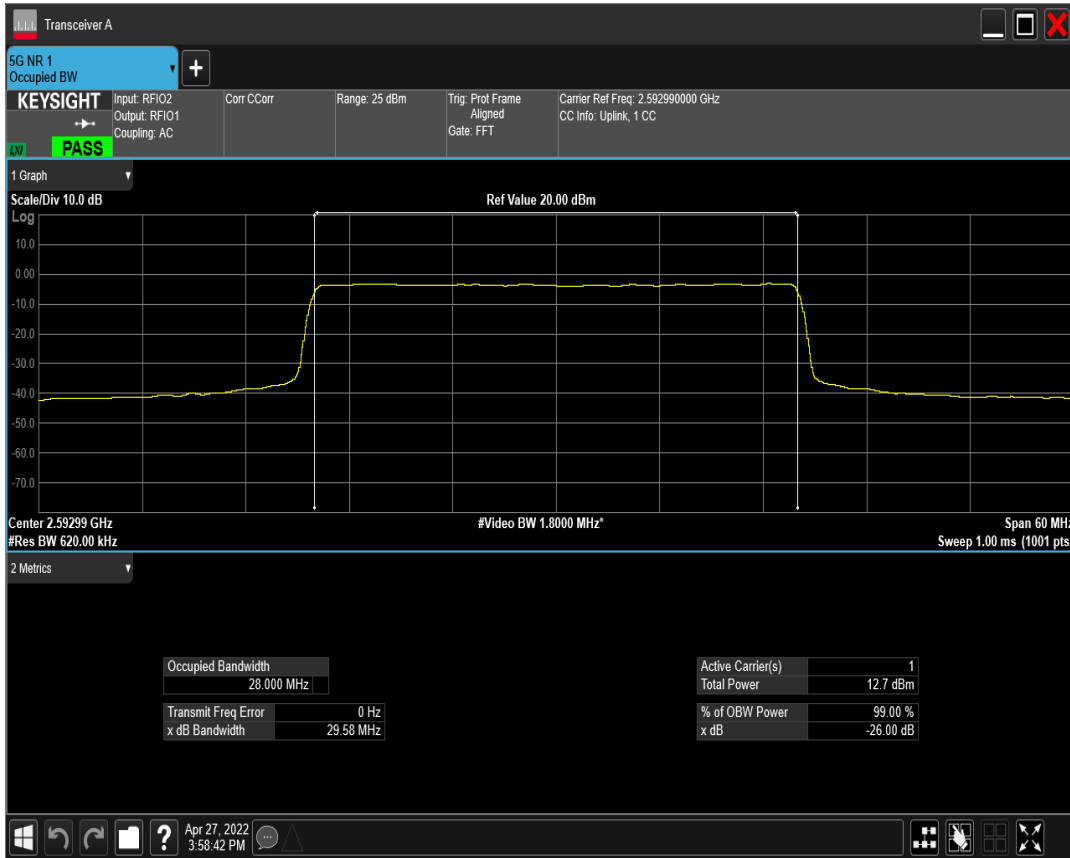 Transceiver A
5G NR 1
Occupied BW
KEYSIGHT
LXI
PASS
Input: RFIO2
Output: RFIO1
Coupling: AC
Corr CCorr
Range: 25 dBm
Trig: Prot Frame
Aligned
Gate: FFT
Carrier Ref Freq: 2.592990000 GHz
CC Info: Uplink, 1 CC
1 Graph
Scale/Div 10.0 dB
Ref Value 20.00 dBm
Log
10.0
0.00
-10.0
-20.0
-30.0
-40.0
-50.0
-60.0
-70.0
Center 2.59299 GHz
#Video BW 1.8000 MHz*
Span 60 MHz
#Res BW 620.00 kHz
Sweep 1.00 ms (1001 pts
2 Metrics
Occupied Bandwidth
28.000 MHz
Transmit Freq Error 0 Hz
x dB Bandwidth 29.58 MHz
Active Carrier(s) 1
Total Power 12.7 dBm
% of OBW Power 99.00 %
x dB -26.00 dB
?
Apr 27, 2022
3:58:42 PM